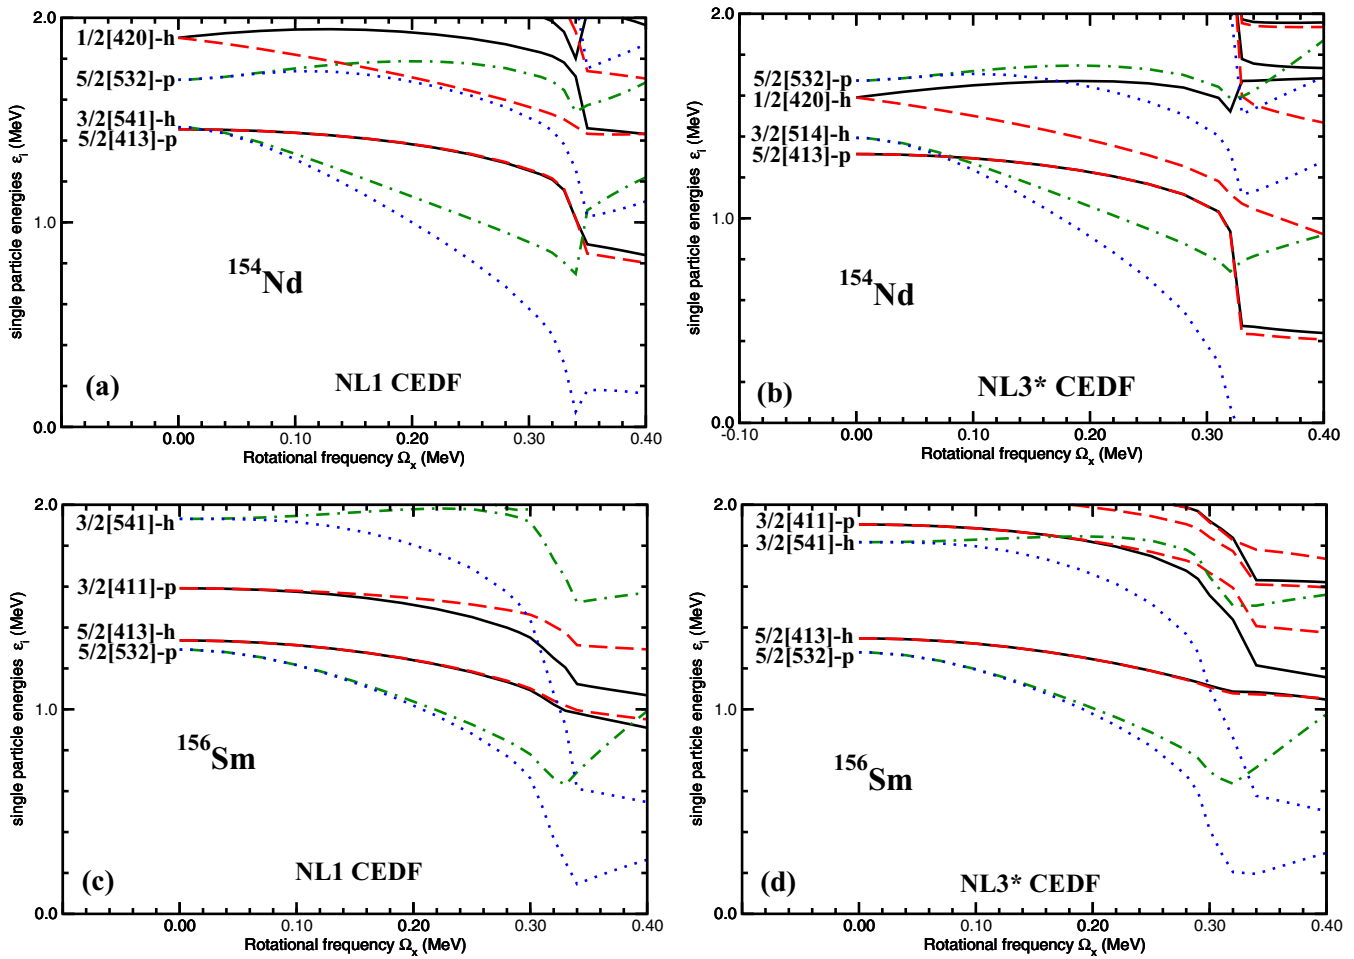 2.0
1/2[420]-h
5/2[532]-p
3/2[541]-h
5/2[413]-p
1.0
0.0
single particle energies εi (MeV)
154Nd
(a)
NL1 CEDF
0.00
0.10
0.20
0.30
0.40
Rotational frequency Ωx (MeV)
2.0
5/2[532]-p
1/2[420]-h
3/2[514]-h
5/2[413]-p
1.0
0.0
single particle energies εi (MeV)
154Nd
(b)
NL3* CEDF
-0.10
0.00
0.10
0.20
0.30
0.40
Rotational frequency Ωx (MeV)
2.0
3/2[541]-h
3/2[411]-p
5/2[413]-h
5/2[532]-p
1.0
0.0
single particle energies εi (MeV)
156Sm
(c)
NL1 CEDF
0.00
0.10
0.20
0.30
0.40
Rotational frequency Ωx (MeV)
2.0
3/2[411]-p
3/2[541]-h
5/2[413]-h
5/2[532]-p
1.0
0.0
single particle energies εi (MeV)
156Sm
(d)
NL3* CEDF
0.00
0.10
0.20
0.30
0.40
Rotational frequency Ωx (MeV)